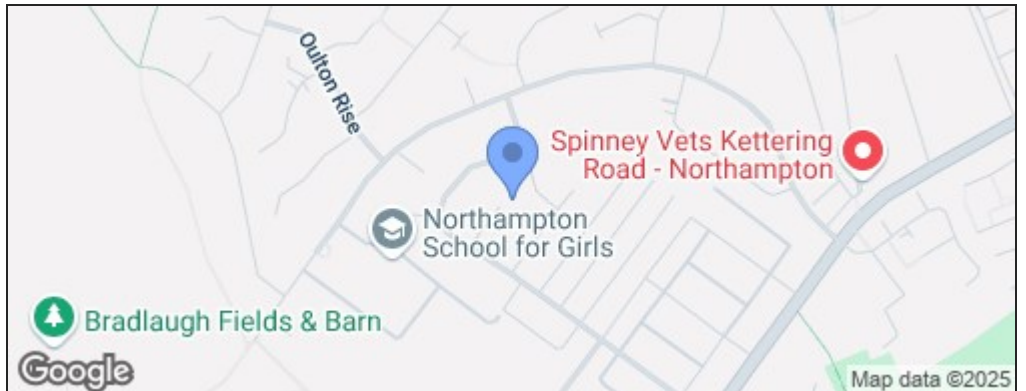 Oulton Rise
Spinney Vets Kettering
Road - Northampton
Northampton
School for Girls
Bradlaugh Fields & Barn
Google
Map data ©2025